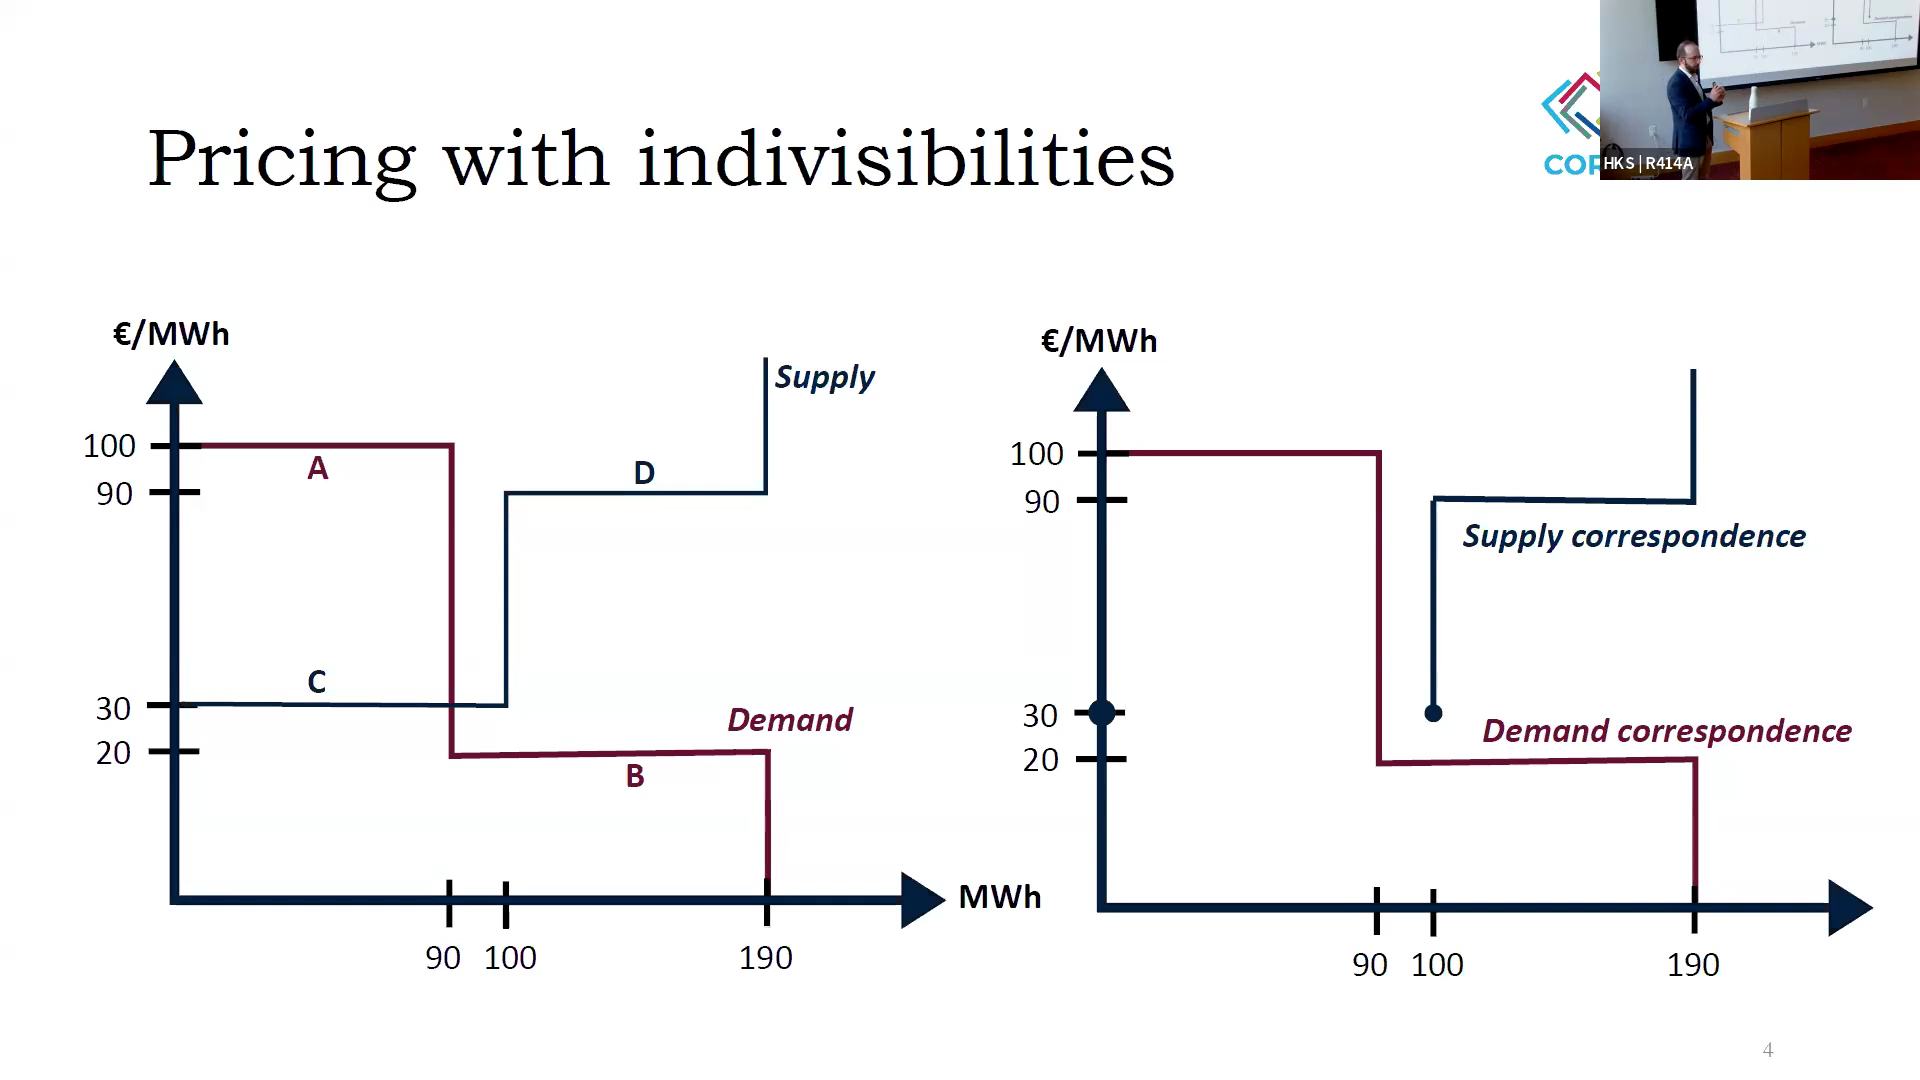 Pricing with indivisibilities
HKS | R414A
€/MWh
Supply
100
A
90
D
C
30
Demand
20
B
MWh
90 100 190
€/MWh
100
90
Supply correspondence
30
Demand correspondence
20
90 100 190
4